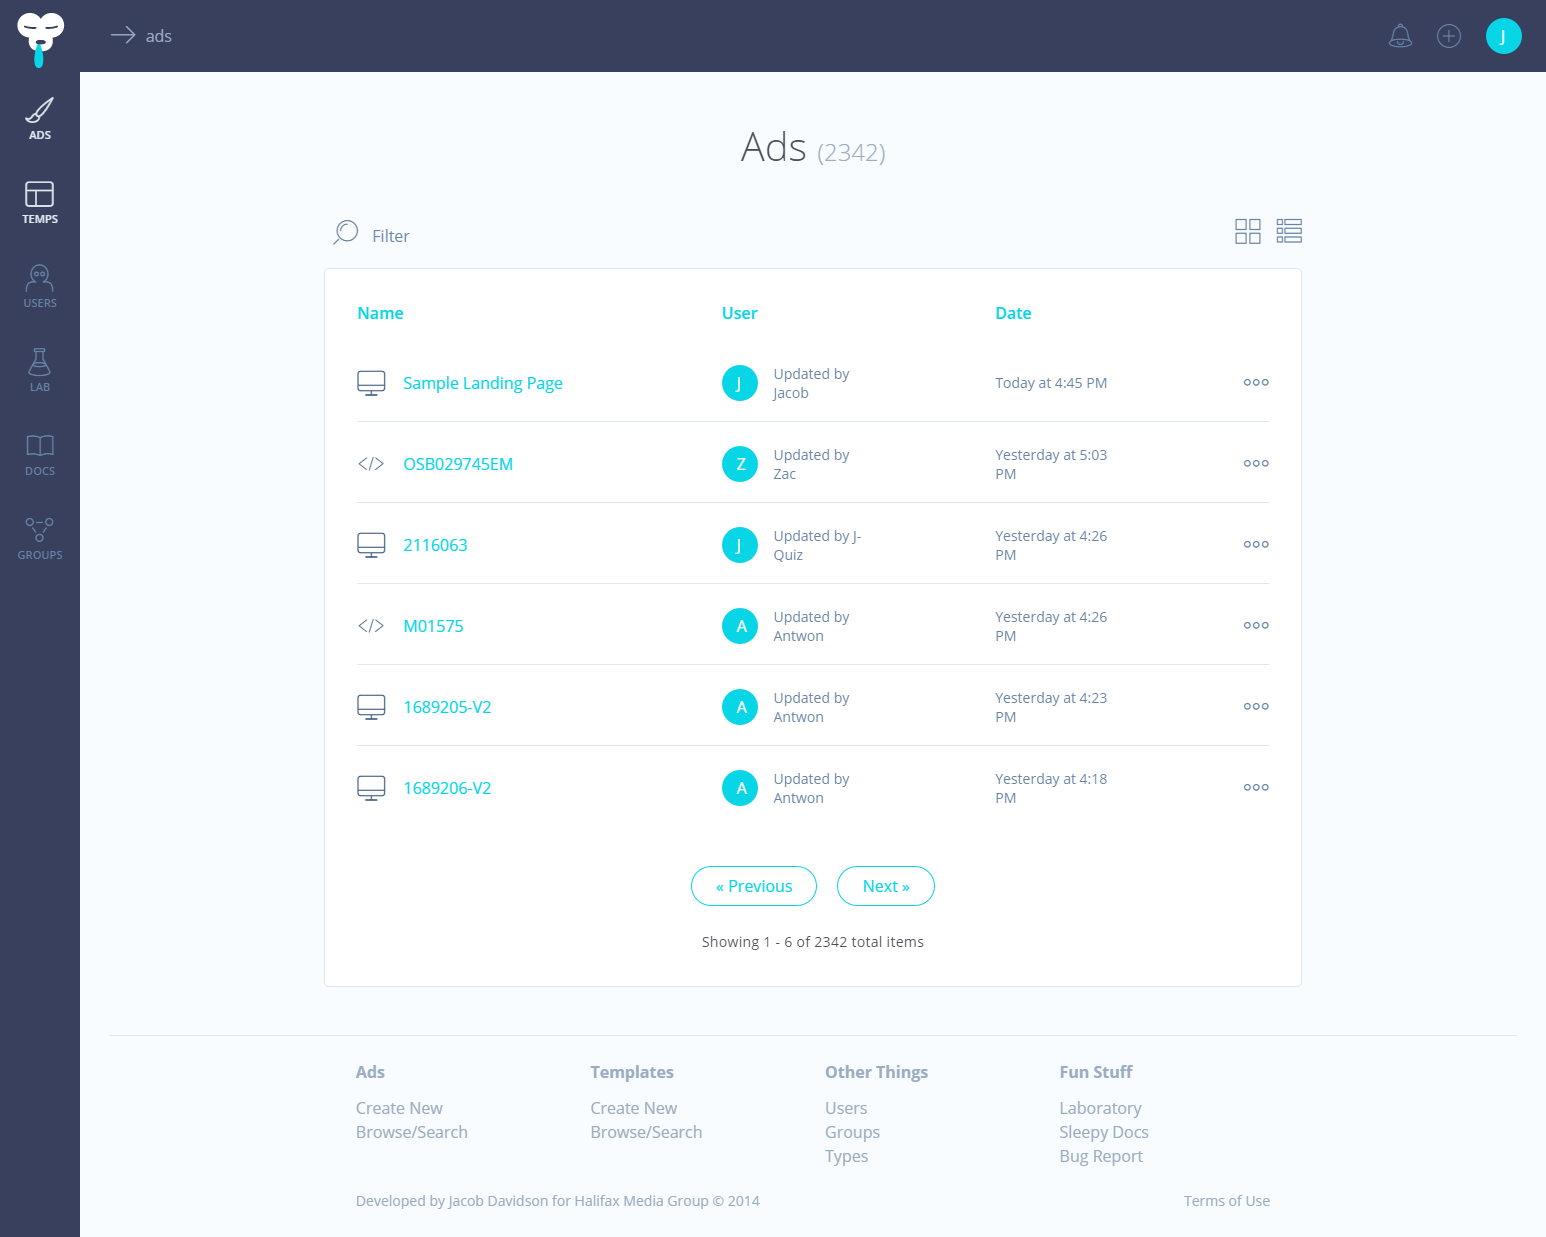 ads
J
ADS
TEMPS
USERS
LAB
DOCS
GROUPS
Ads (2342)
Filter
Name User Date
Sample Landing Page J Updated by Jacob Today at 4:45 PM
OSB029745EM Z Updated by Zac Yesterday at 5:03 PM
2116063 J Updated by J-Quiz Yesterday at 4:26 PM
M01575 A Updated by Antwon Yesterday at 4:26 PM
1689205-V2 A Updated by Antwon Yesterday at 4:23 PM
1689206-V2 A Updated by Antwon Yesterday at 4:18 PM
« Previous Next »
Showing 1 - 6 of 2342 total items
Ads Templates Other Things Fun Stuff
Create New Create New Users Laboratory
Browse/Search Browse/Search Groups Sleepy Docs
Types Bug Report
Developed by Jacob Davidson for Halifax Media Group © 2014 Terms of Use